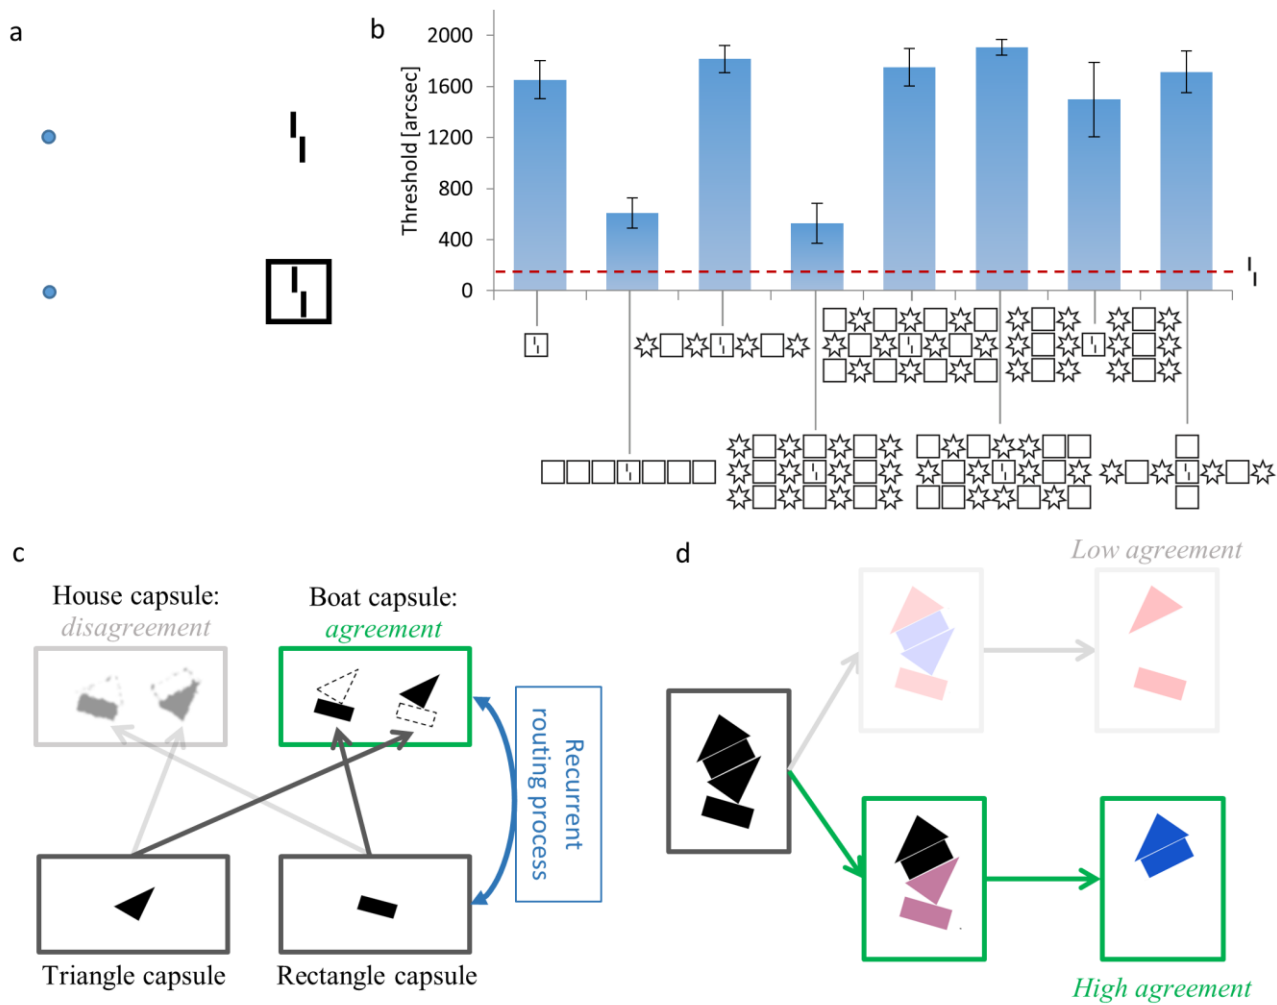 a
b
Threshold [arcsec]
2000
1600
1200
800
400
0
c
House capsule:
disagreement
Boat capsule:
agreement
Recurrent
routing process
Triangle capsule
Rectangle capsule
d
Low agreement
High agreement